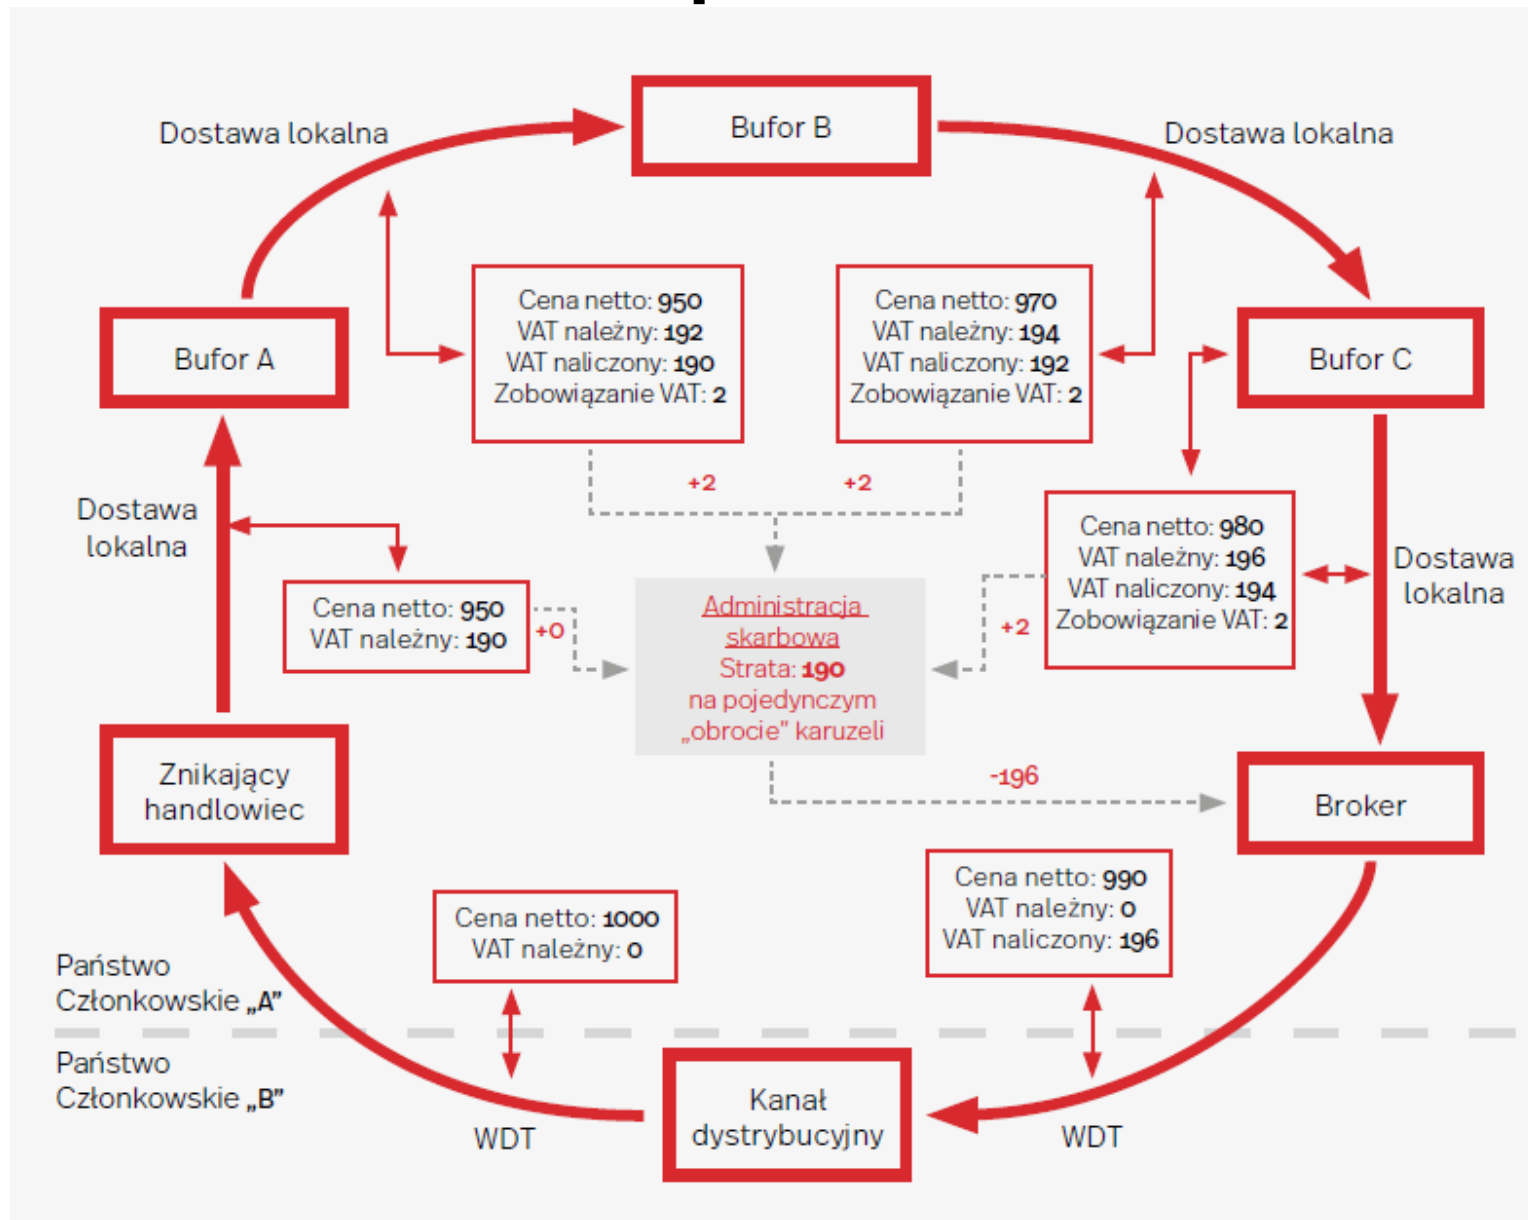 Bufor B
Dostawa lokalna
Dostawa lokalna
Cena netto: 950
VAT należny: 192
VAT naliczony: 190
Zobowiązanie VAT: 2
Cena netto: 970
VAT należny: 194
VAT naliczony: 192
Zobowiązanie VAT: 2
Bufor A
Bufor C
+2
+2
Dostawa
lokalna
Cena netto: 980
VAT należny: 196
VAT naliczony: 194
Zobowiązanie VAT: 2
Dostawa
lokalna
Cena netto: 950
VAT należny: 190
+0
Administracja
skarbowa
Strata: 190
na pojedynczym
„obrocie” karuzeli
+2
Znikający
handlowiec
-196
Broker
Cena netto: 1000
VAT należny: 0
Cena netto: 990
VAT należny: 0
VAT naliczony: 196
Państwo
Członkowskie „A”
Państwo
Członkowskie „B”
WDT
Kanał
dystrybucyjny
WDT